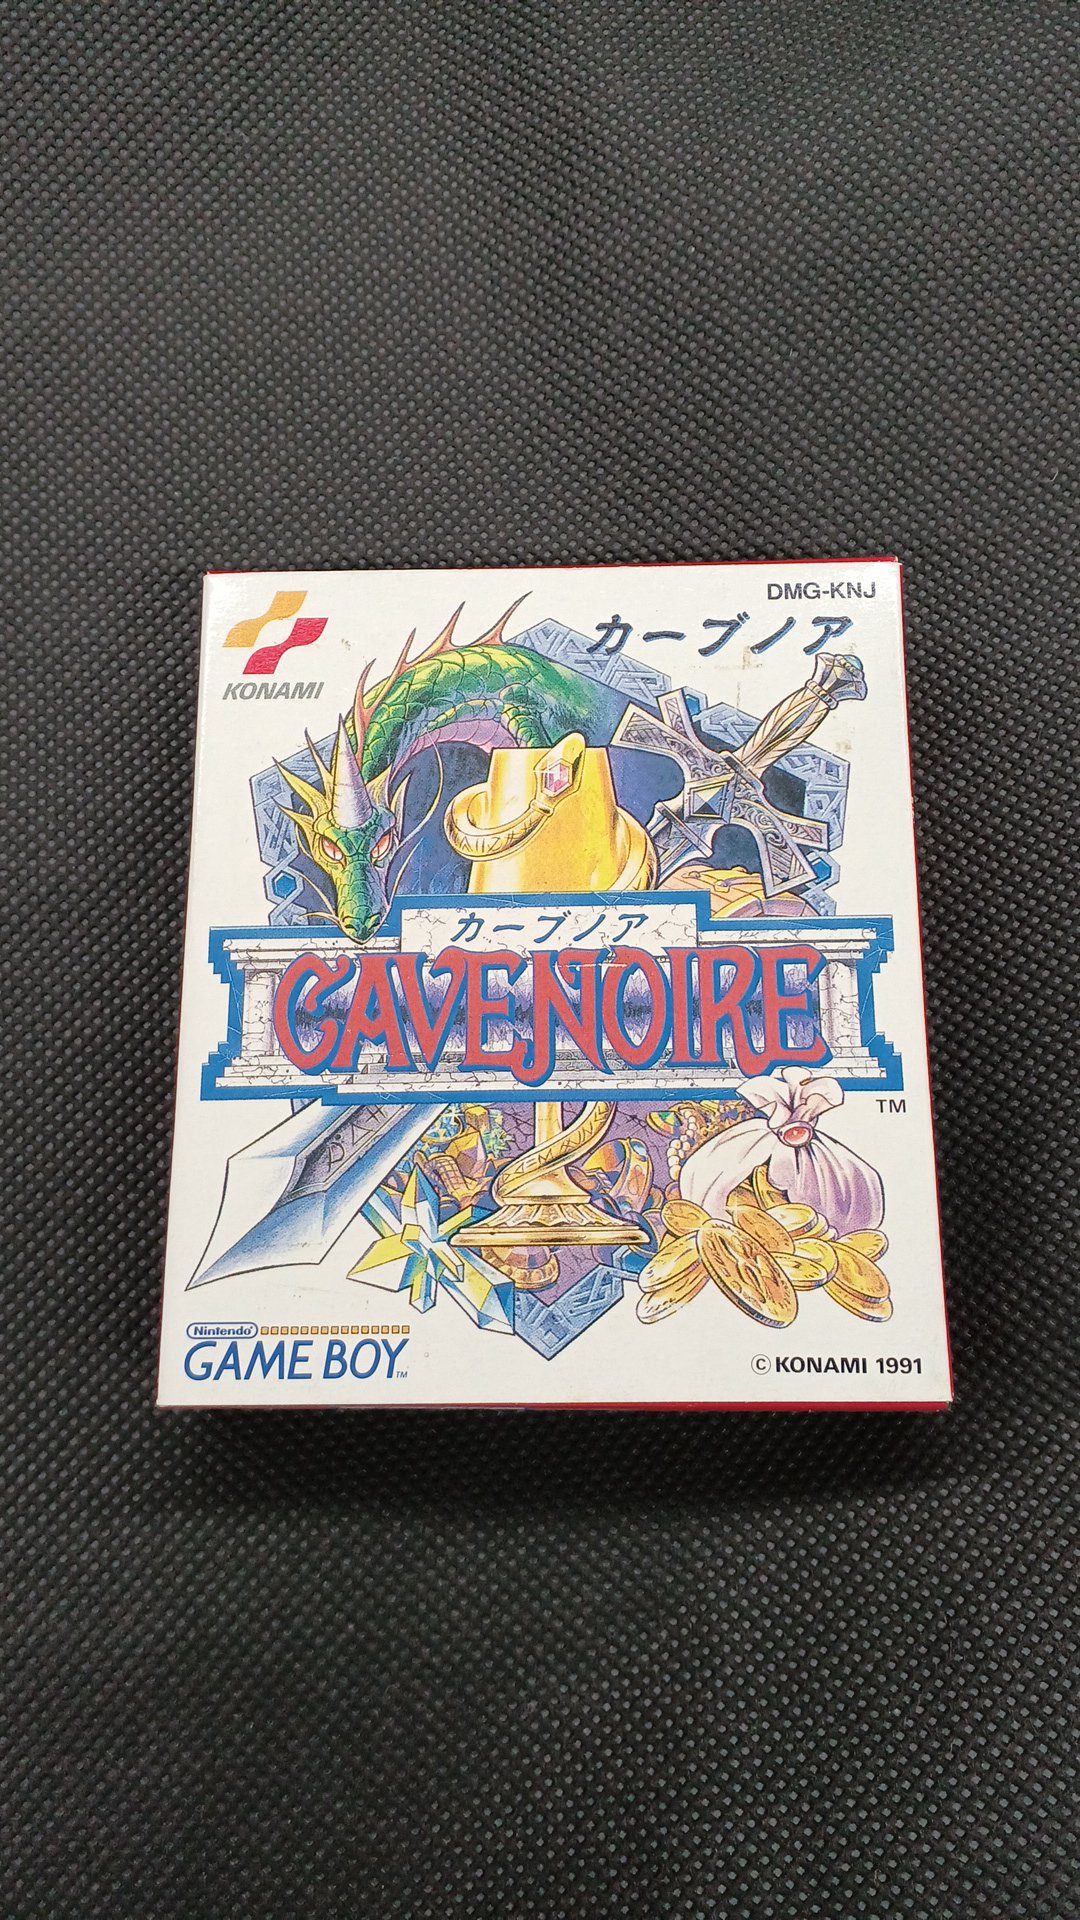 DMG-KNJ
カーブノア
KONAMI
カーブノア
CAVENOIRE
TM
Nintendo
GAME BOY
TM
© KONAMI 1991